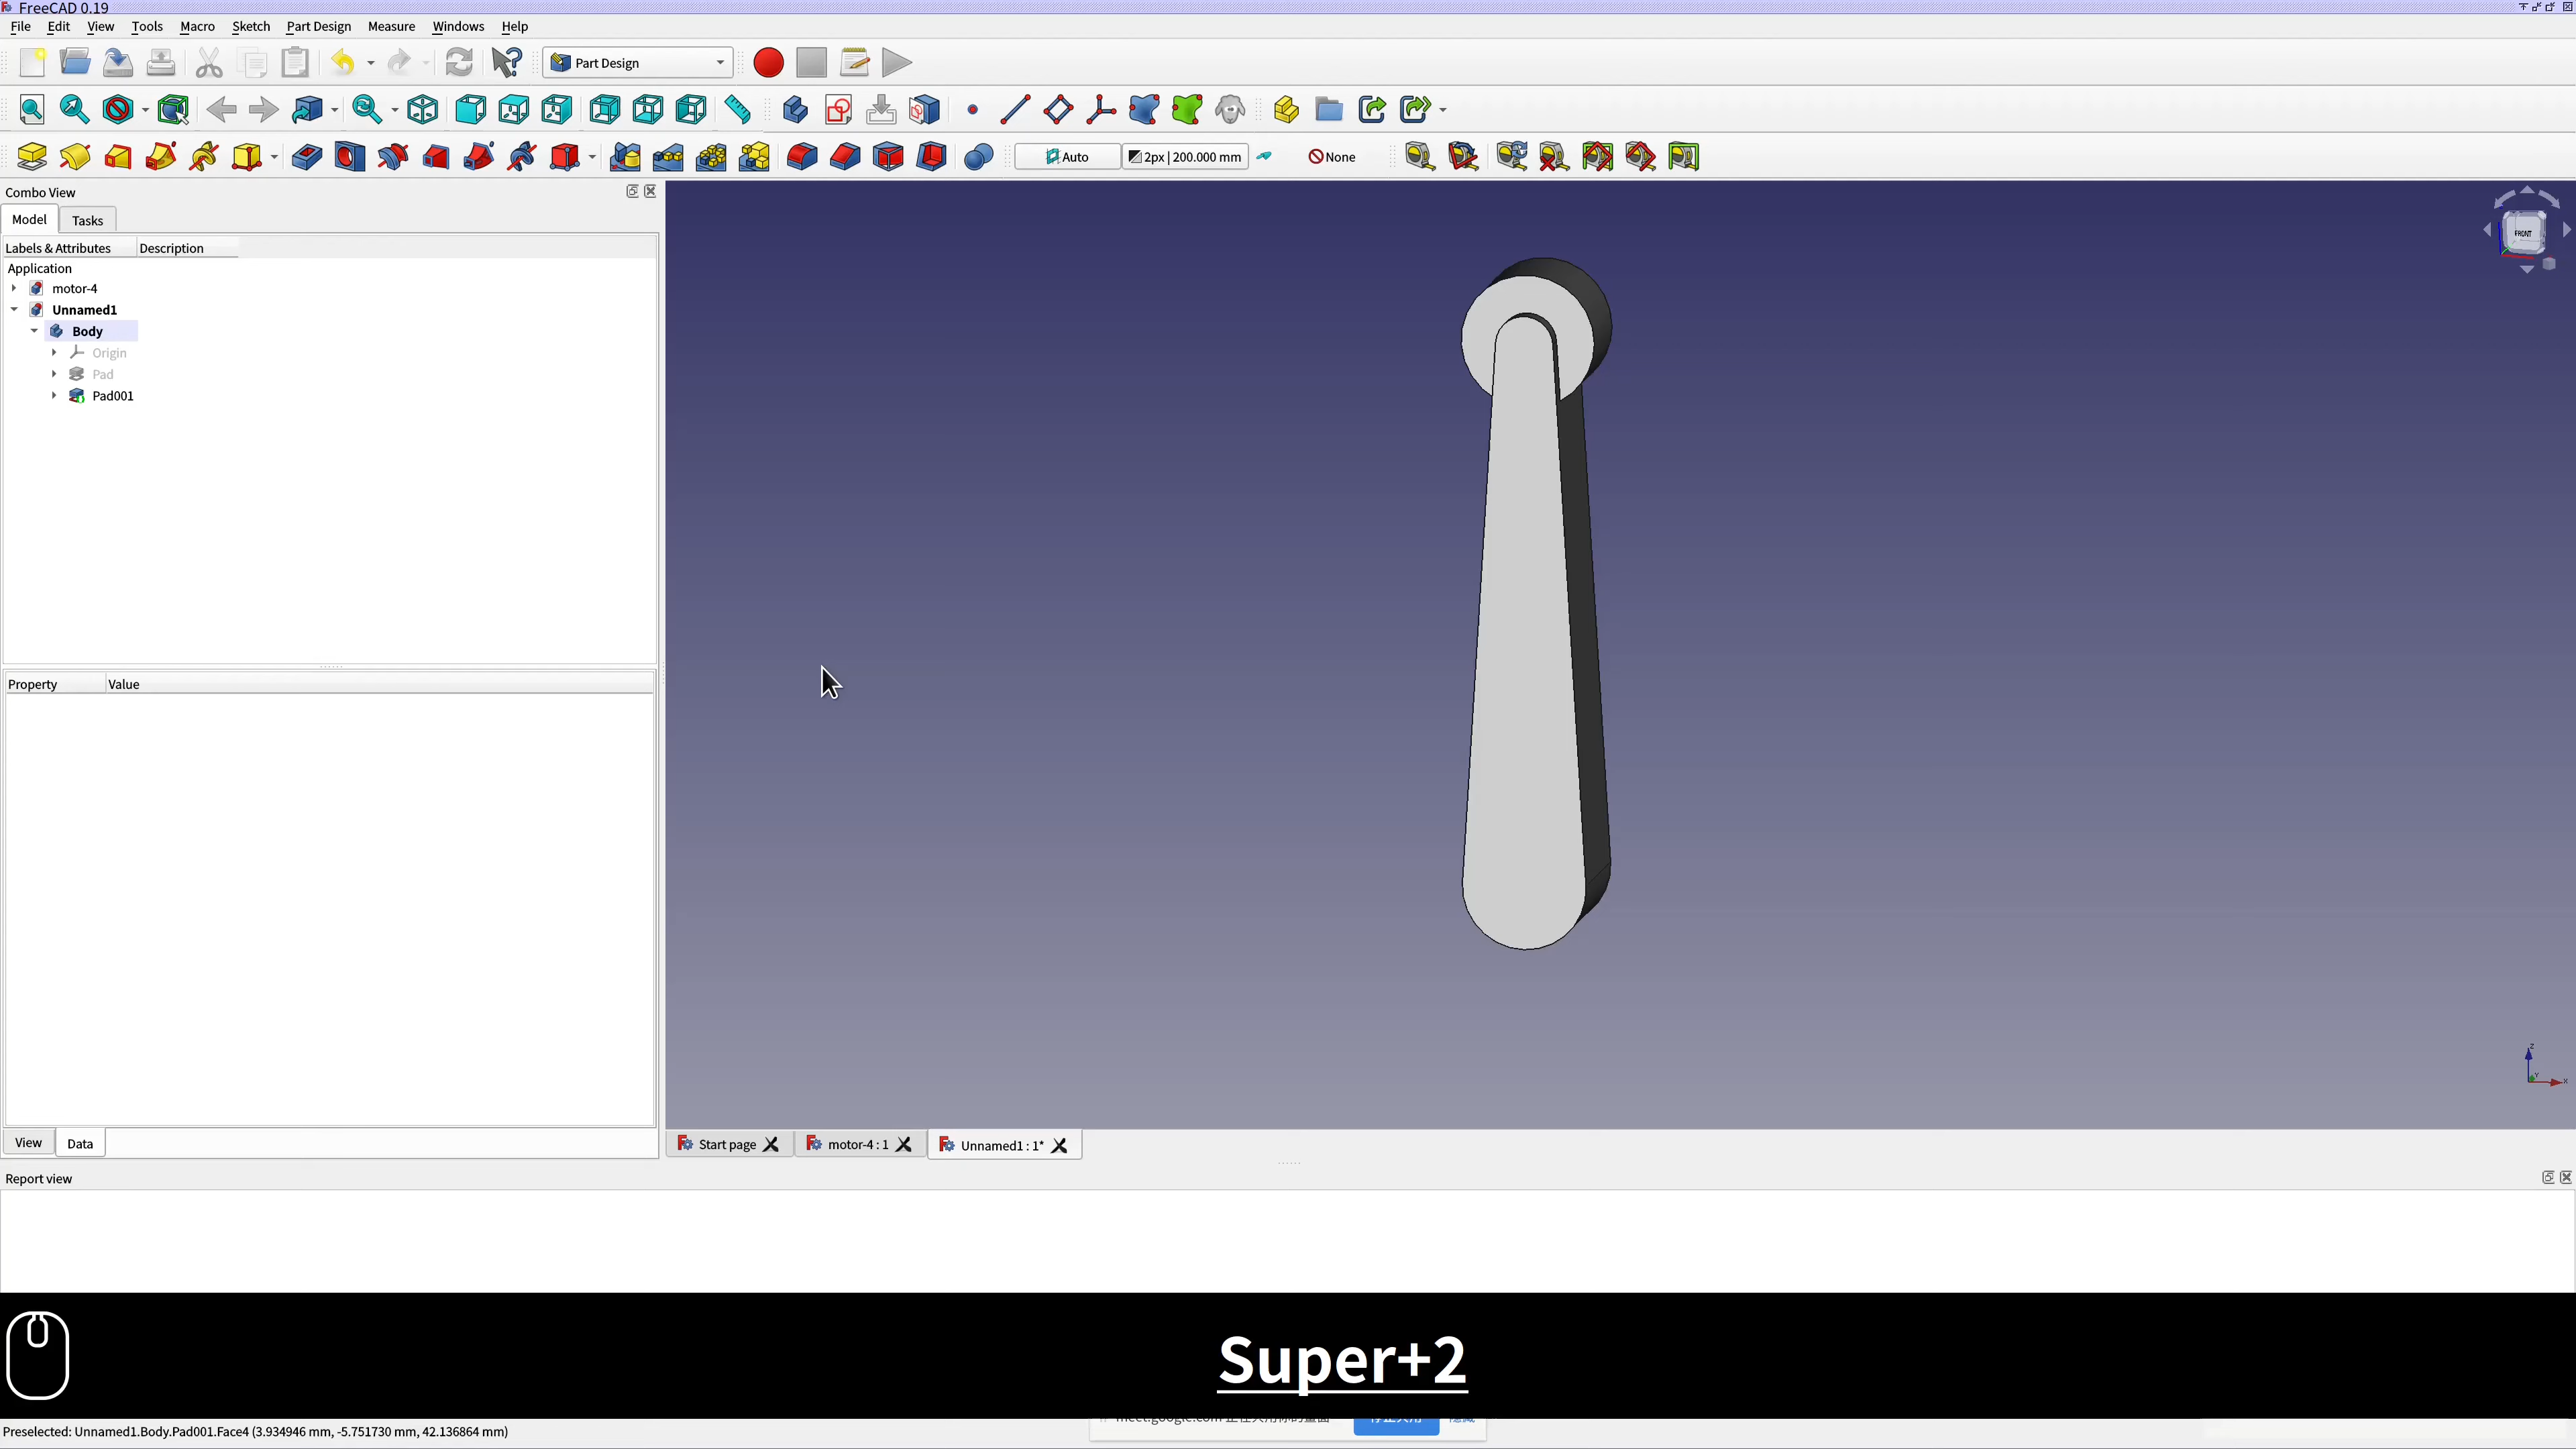 FreeCAD 0.19
File Edit View Tools Macro Sketch Part Design Measure Windows Help
Part Design
Auto 2px | 200.000 mm None
Combo View
Model Tasks
Labels & Attributes Description
Application
motor-4
Unnamed1
Body
Origin
Pad
Pad001
FRONT
Property Value
Z
Y X
View Data
Start page motor-4 : 1 Unnamed1 : 1*
Report view
Super+2
meet.google.com
Preselected: Unnamed1.Body.Pad001.Face4 (3.934946 mm, -5.751730 mm, 42.136864 mm)